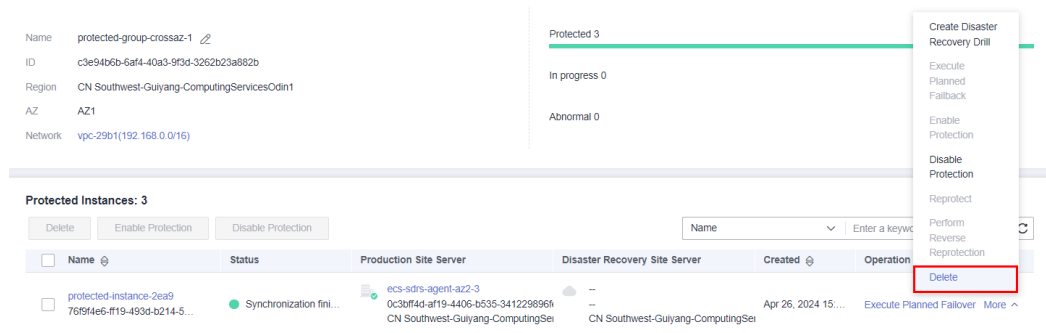 Name protected-group-crossaz-1
ID c3e94b6b-6af4-40a3-9f3d-3262b23a882b
Region CN Southwest-Guiyang-ComputingServicesOdin1
AZ AZ1
Network vpc-29b1(192.168.0.0/16)
Protected 3
In progress 0
Abnormal 0
Create Disaster
Recovery Drill
Execute
Planned
Failback
Enable
Protection
Disable
Protection
Reprotect
Perform
Reverse
Reprotection
Delete
Protected Instances: 3
Delete Enable Protection Disable Protection
Name Enter a keywo
Name Status Production Site Server Disaster Recovery Site Server Created Operation
protected-instance-2ea9
76f9f4e6-ff19-493d-b214-5...
Synchronization fini...
ecs-sdrs-agent-az2-3
0c3bff4d-af19-4406-b535-341229896f
CN Southwest-Guiyang-ComputingSer
--
--
CN Southwest-Guiyang-ComputingSer
Apr 26, 2024 15:...
Execute Planned Failover More